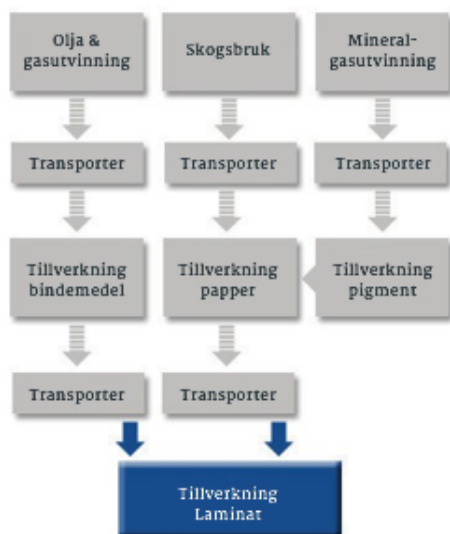 Olja &
gasutvinning
Skogsbruk
Mineral-
gasutvinning
Transporter
Transporter
Transporter
Tillverkning
bindemedel
Tillverkning
papper
Tillverkning
pigment
Transporter
Transporter
Tillverkning
Laminat